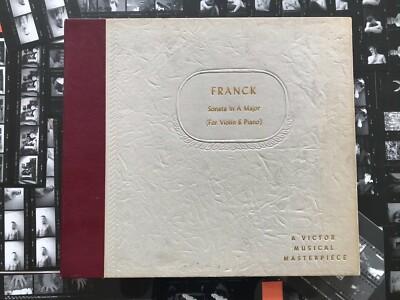 FRANCK
Sonata in A Major
(For Violin & Piano)
A VICTOR
MUSICAL
MASTERPIECE